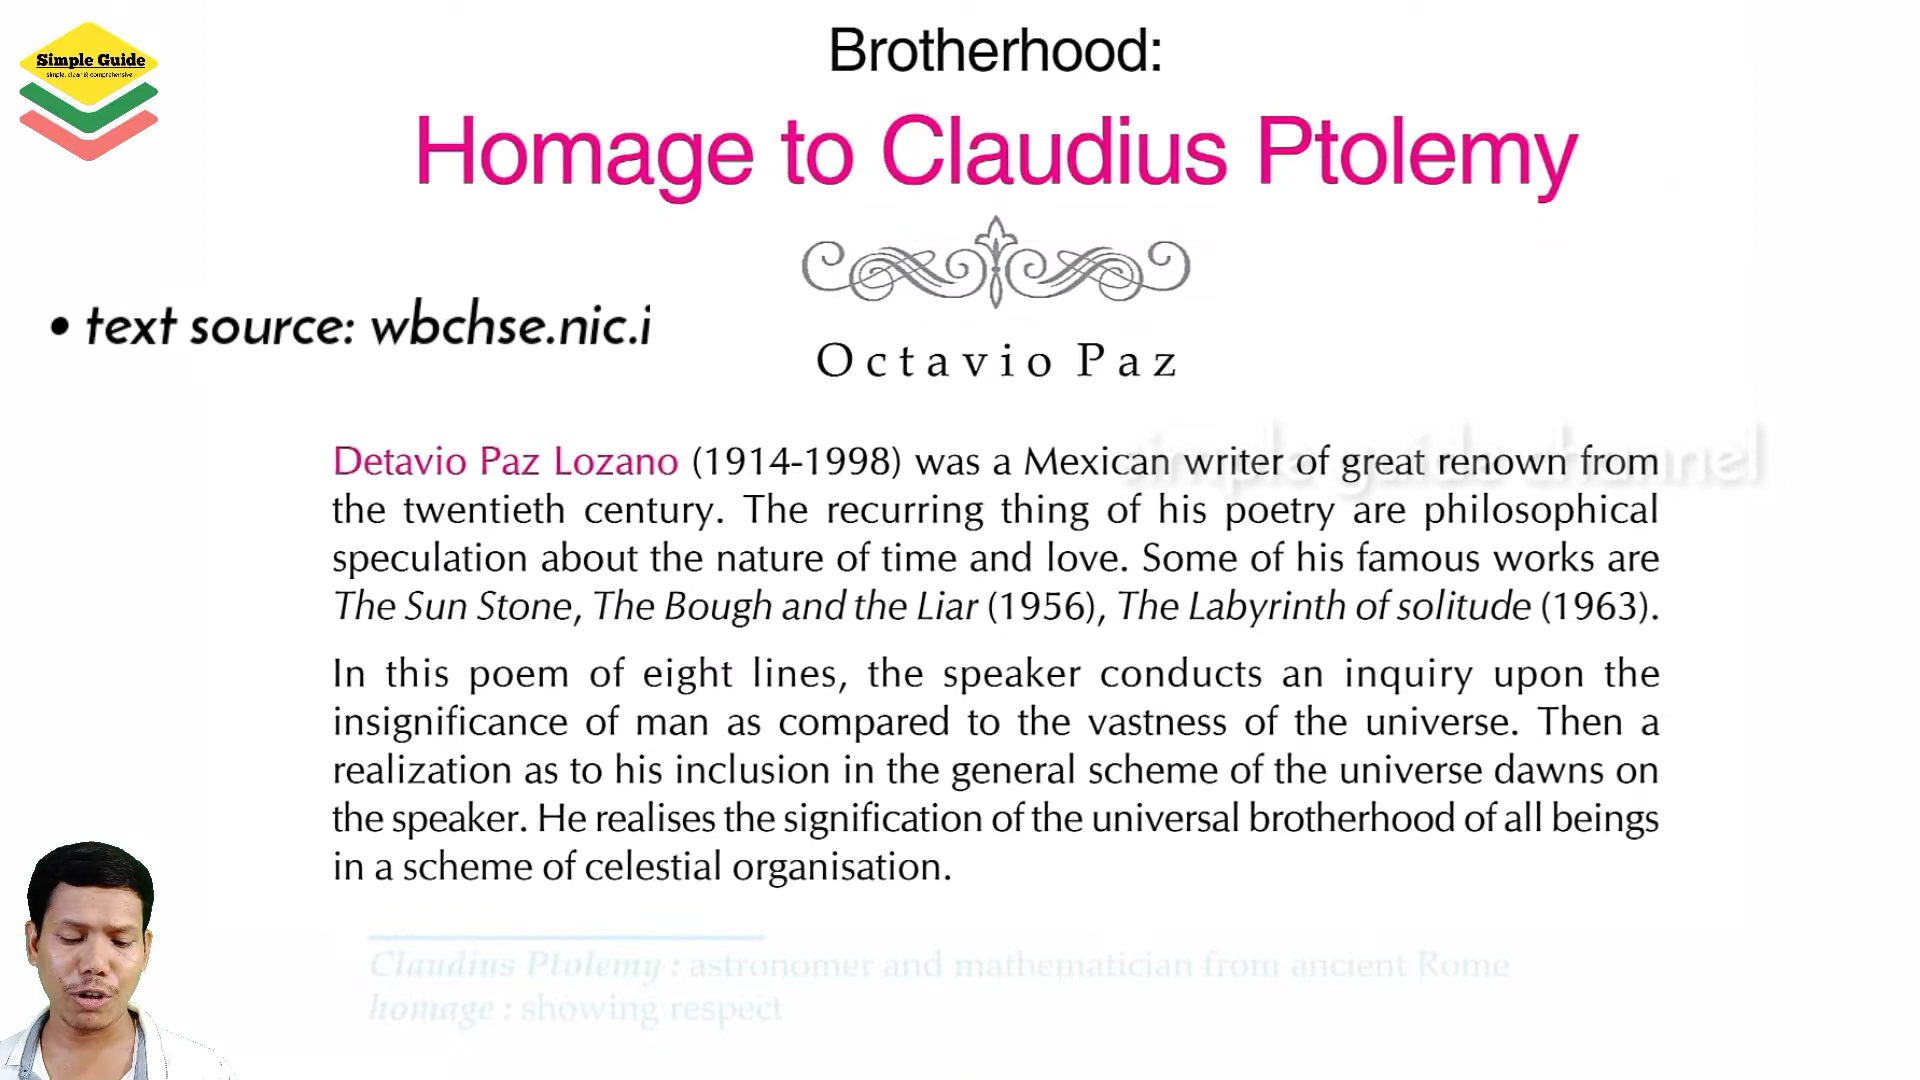 Simple Guide
simple, clear & comprehensive
Brotherhood:
Homage to Claudius Ptolemy
• text source: wbchse.nic.i
Octavio Paz
simple guide channel
Detavio Paz Lozano (1914-1998) was a Mexican writer of great renown from
the twentieth century. The recurring thing of his poetry are philosophical
speculation about the nature of time and love. Some of his famous works are
The Sun Stone, The Bough and the Liar (1956), The Labyrinth of solitude (1963).
In this poem of eight lines, the speaker conducts an inquiry upon the
insignificance of man as compared to the vastness of the universe. Then a
realization as to his inclusion in the general scheme of the universe dawns on
the speaker. He realises the signification of the universal brotherhood of all beings
in a scheme of celestial organisation.
Claudius Ptolemy : astronomer and mathematician from ancient Rome
homage : showing respect